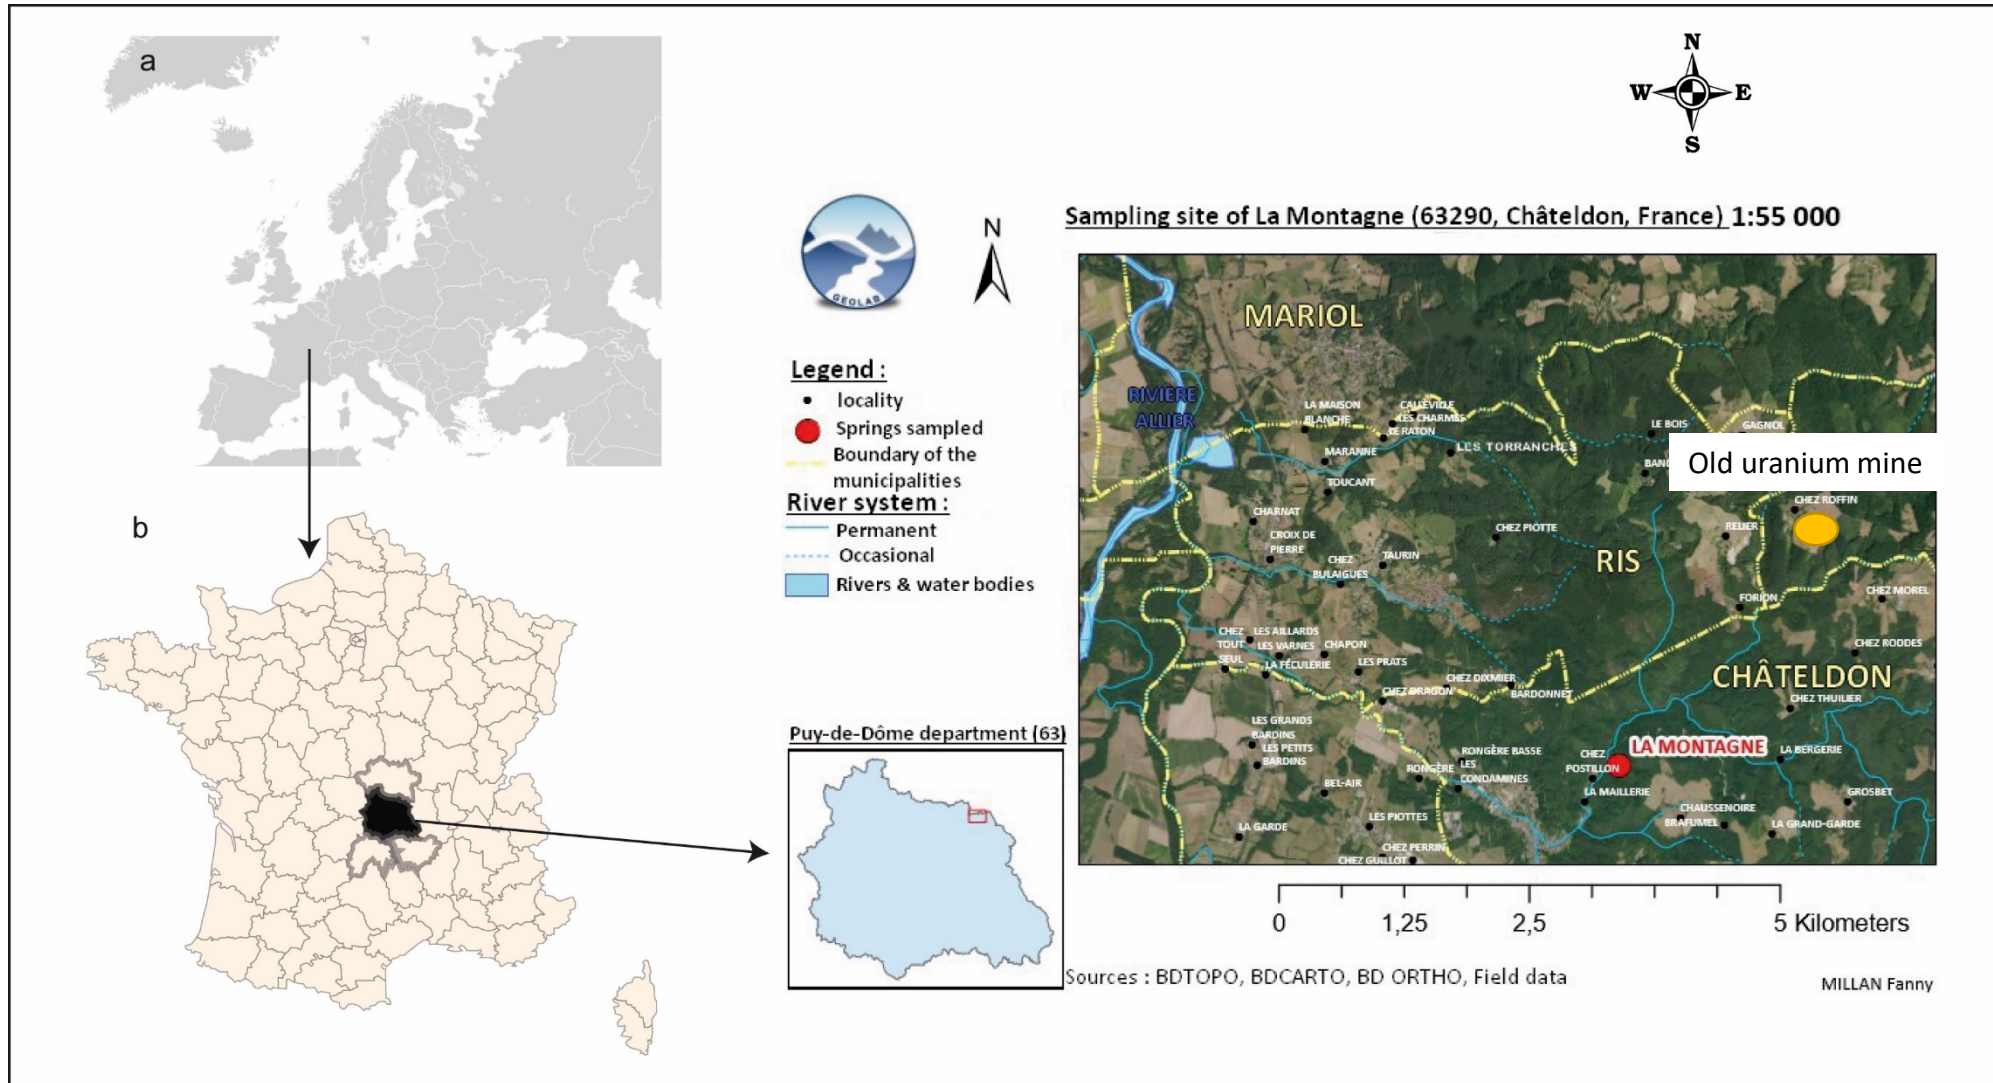 a
b
N
W
E
S
GEOLAB
N
Legend :
locality
Springs sampled
Boundary of the
municipalities
River system :
Permanent
Occasional
Rivers & water bodies
Puy-de-Dôme department (63)
Sampling site of La Montagne (63290, Châteldon, France) 1:55 000
MARIOL
RIVIERE
ALLIER
LA MAISON
BLANCHE
CALLEVILLE
LES CHARMES
LE RATON
LES TORRANCHES
LE BOIS
GAGNOL
MARANNE
TOUCANT
Old uranium mine
CHEZ ROFFIN
CHARNAT
CROIX DE
PIERRE
CHEZ
BULAIGUES
TAURIN
CHEZ PIOTTE
RELIER
RIS
FORION
CHEZ MOREL
CHEZ
TOUT
SEUL
LES AILLARDS
LES VARNES
LA FÉCULERIE
CHAPON
LES PRATS
CHEZ DRAGON
CHEZ DIXMIER
BARDONNET
CHEZ RODDES
CHÂTELDON
CHEZ THUILIER
LES GRANDS
BARDINS
LES PETITS
BARDINS
BEL-AIR
RONGÈRE
RONGÈRE BASSE
LES
CONDAMINES
CHEZ
POSTILLON
LA MONTAGNE
LA BERGERIE
LA MAILLERIE
CHAUSSENOIRE
BRAFUMEL
GROSBET
LA GRAND-GARDE
LA GARDE
LES PIOTTES
CHEZ PERRIN
CHEZ GUILLOT
0 1,25 2,5 5 Kilometers
Sources : BDTOPO, BDCARTO, BD ORTHO, Field data
MILLAN Fanny